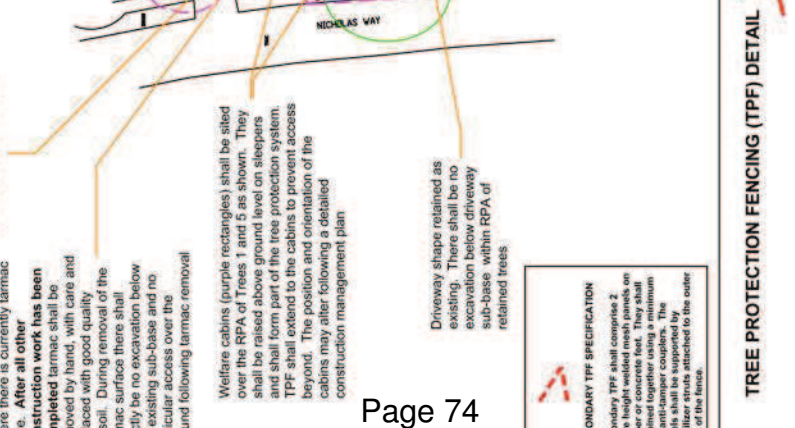 NICHOLAS WAY
ere there is currently tarmac
e. After all other
nstruction work has been
mpleted tarmac shall be
moved by hand, with care and
aced with good quality
soil. During removal of the
mac surface there shall
ctly be no excavation below
existing sub-base and no
icular access over the
und following tarmac removal
Welfare cabins (purple rectangles) shall be sited
over the RPA of Trees 1 and 5 as shown. They
shall be raised above ground level on sleepers
and shall form part of the tree protection system.
TPF shall extend to the cabins to prevent access
beyond. The position and orientation of the
cabins may alter following a detailed
construction management plan
Driveway shape retained as
existing. There shall be no
excavation below driveway
sub-base within RPA of
retained trees
ONDARY TPF SPECIFICATION
ondary TPF shall comprise 2
e height welded mesh panels on
er or concrete feet. They shall
ined together using a minimum
anti-tamper couplers. The
ls shall be supported by
ilizer struts attached to the outer
of the fence.
TREE PROTECTION FENCING (TPF) DETAIL
Page 74